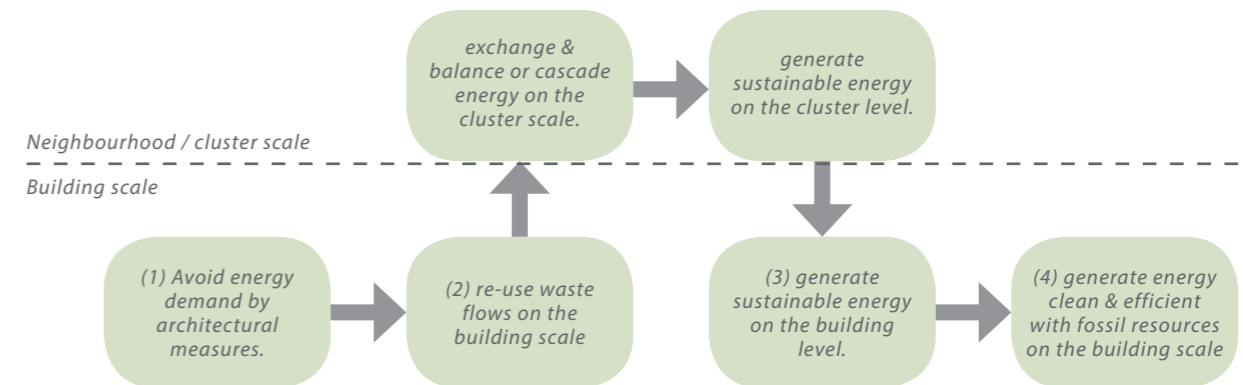 exchange &
balance or cascade
energy on the
cluster scale.
generate
sustainable energy
on the cluster level.
Neighbourhood / cluster scale
Building scale
(1) Avoid energy
demand by
architectural
measures.
(2) re-use waste
flows on the
building scale
(3) generate
sustainable energy
on the building
level.
(4) generate energy
clean & efficient
with fossil resources
on the building scale